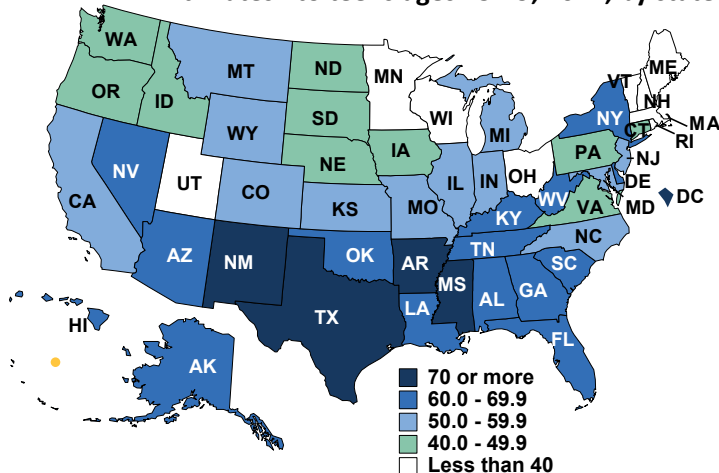 by state
WA
MT
ND
MN
VT
ME
OR
ID
SD
WI
NH
WY
MI
NY
MA
CT
RI
NE
IA
PA
NJ
NV
UT
CO
IL
IN
OH
DE
CA
KS
MO
WV
VA
MD
DC
KY
NC
AZ
NM
OK
AR
TN
SC
MS
AL
GA
TX
LA
HI
FL
AK
70 or more
60.0 - 69.9
50.0 - 59.9
40.0 - 49.9
Less than 40